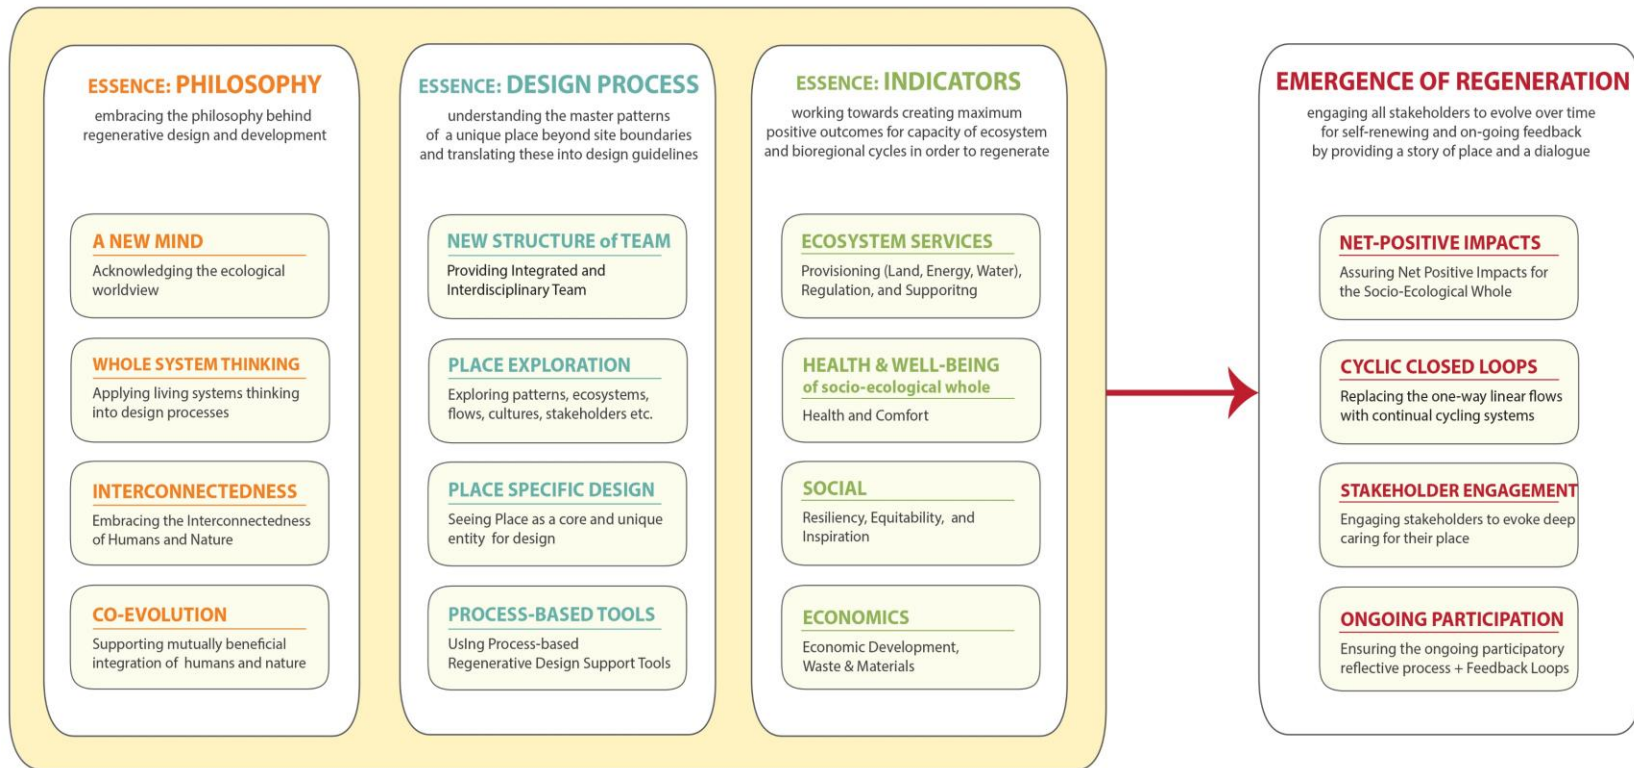 ESSENCE: PHILOSOPHY
embracing the philosophy behind
regenerative design and development
A NEW MIND
Acknowledging the ecological
worldview
WHOLE SYSTEM THINKING
Applying living systems thinking
into design processes
INTERCONNECTEDNESS
Embracing the Interconnectedness
of Humans and Nature
CO-EVOLUTION
Supporting mutually beneficial
integration of humans and nature
ESSENCE: DESIGN PROCESS
understanding the master patterns
of a unique place beyond site boundaries
and translating these into design guidelines
NEW STRUCTURE of TEAM
Providing Integrated and
Interdisciplinary Team
PLACE EXPLORATION
Exploring patterns, ecosystems,
flows, cultures, stakeholders etc.
PLACE SPECIFIC DESIGN
Seeing Place as a core and unique
entity for design
PROCESS-BASED TOOLS
UsIng Process-based
Regenerative Design Support Tools
ESSENCE: INDICATORS
working towards creating maximum
positive outcomes for capacity of ecosystem
and bioregional cycles in order to regenerate
ECOSYSTEM SERVICES
Provisioning (Land, Energy, Water),
Regulation, and Supporitng
HEALTH & WELL-BEING
of socio-ecological whole
Health and Comfort
SOCIAL
Resiliency, Equitability, and
Inspiration
ECONOMICS
Economic Development,
Waste & Materials
EMERGENCE OF REGENERATION
engaging all stakeholders to evolve over time
for self-renewing and on-going feedback
by providing a story of place and a dialogue
NET-POSITIVE IMPACTS
Assuring Net Positive Impacts for
the Socio-Ecological Whole
CYCLIC CLOSED LOOPS
Replacing the one-way linear flows
with continual cycling systems
STAKEHOLDER ENGAGEMENT
Engaging stakeholders to evoke deep
caring for their place
ONGOING PARTICIPATION
Ensuring the ongoing participatory
reflective process + Feedback Loops